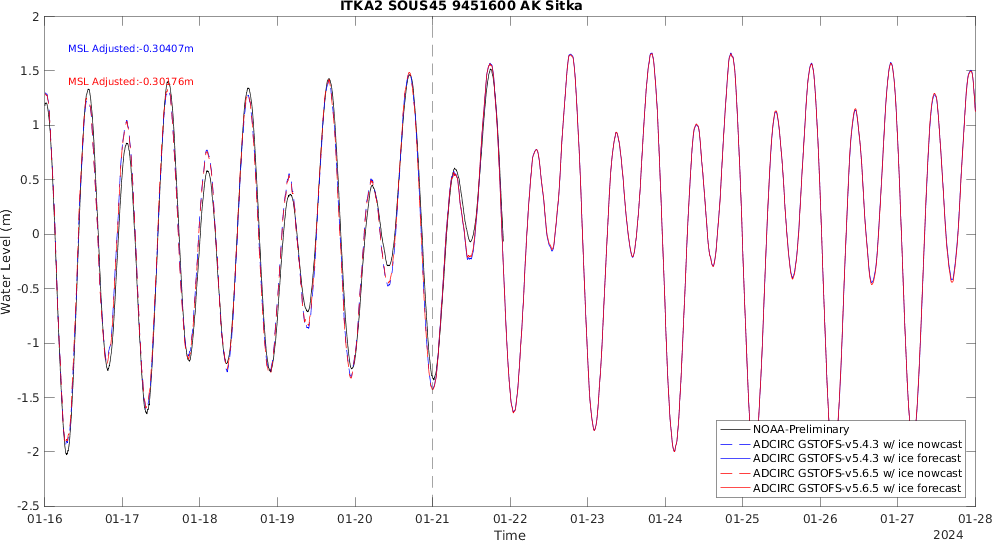 ITKA2 SOUS45 9451600 AK Sitka
MSL Adjusted:-0.30407m
MSL Adjusted:-0.30176m
Water Level (m)
2
1.5
1
0.5
0
-0.5
-1
-1.5
-2
-2.5
NOAA-Preliminary
ADCIRC GSTOFS-v5.4.3 w/ ice nowcast
ADCIRC GSTOFS-v5.4.3 w/ ice forecast
ADCIRC GSTOFS-v5.6.5 w/ ice nowcast
ADCIRC GSTOFS-v5.6.5 w/ ice forecast
01-16 01-17 01-18 01-19 01-20 01-21 01-22 01-23 01-24 01-25 01-26 01-27 01-28
Time
2024